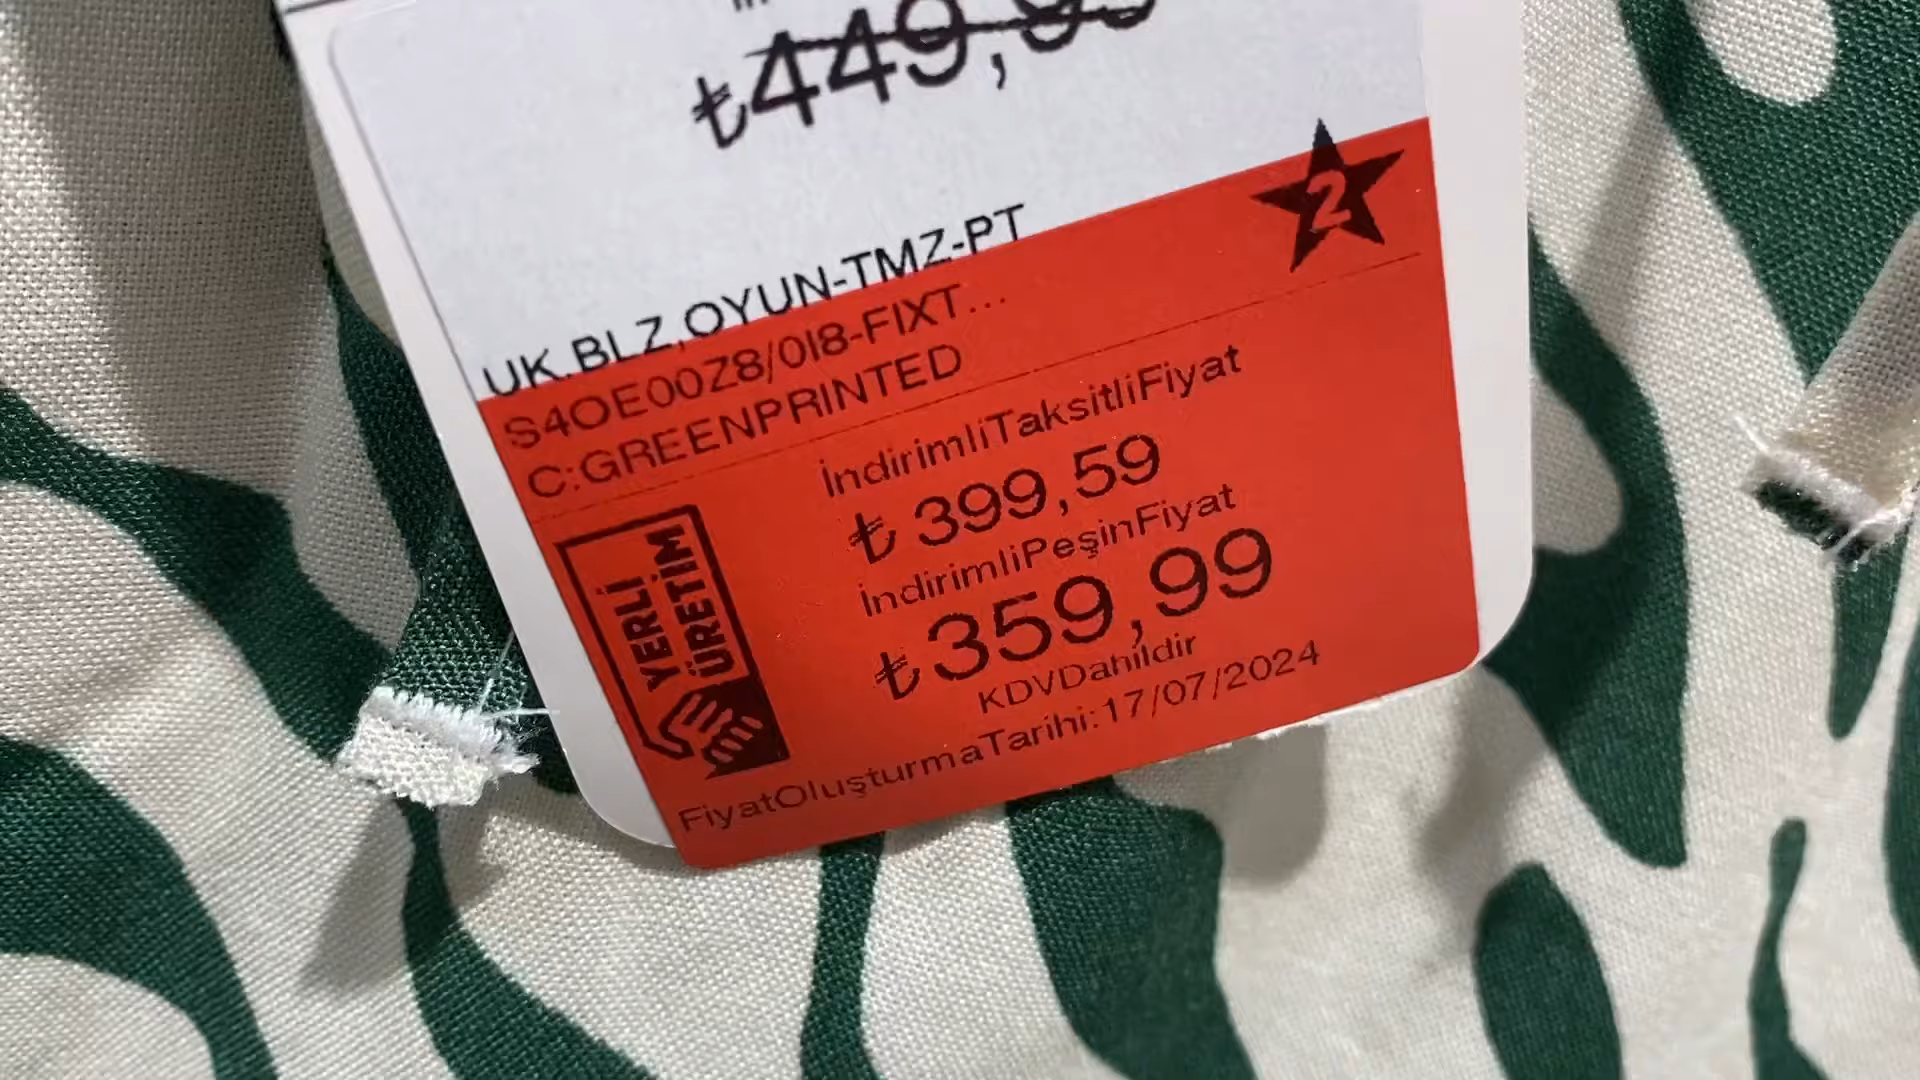 ₺449,99
2
UK.BLZ,OYUN-TMZ-PT
S4OE00Z8/0I8-FIXT...
C:GREENPRINTED
İndirimliTaksitliFiyat
₺399,59
İndirimliPeşinFiyat
₺359,99
KDVDahildir
FiyatOluşturmaTarihi:17/07/2024
YERLİ
ÜRETİM